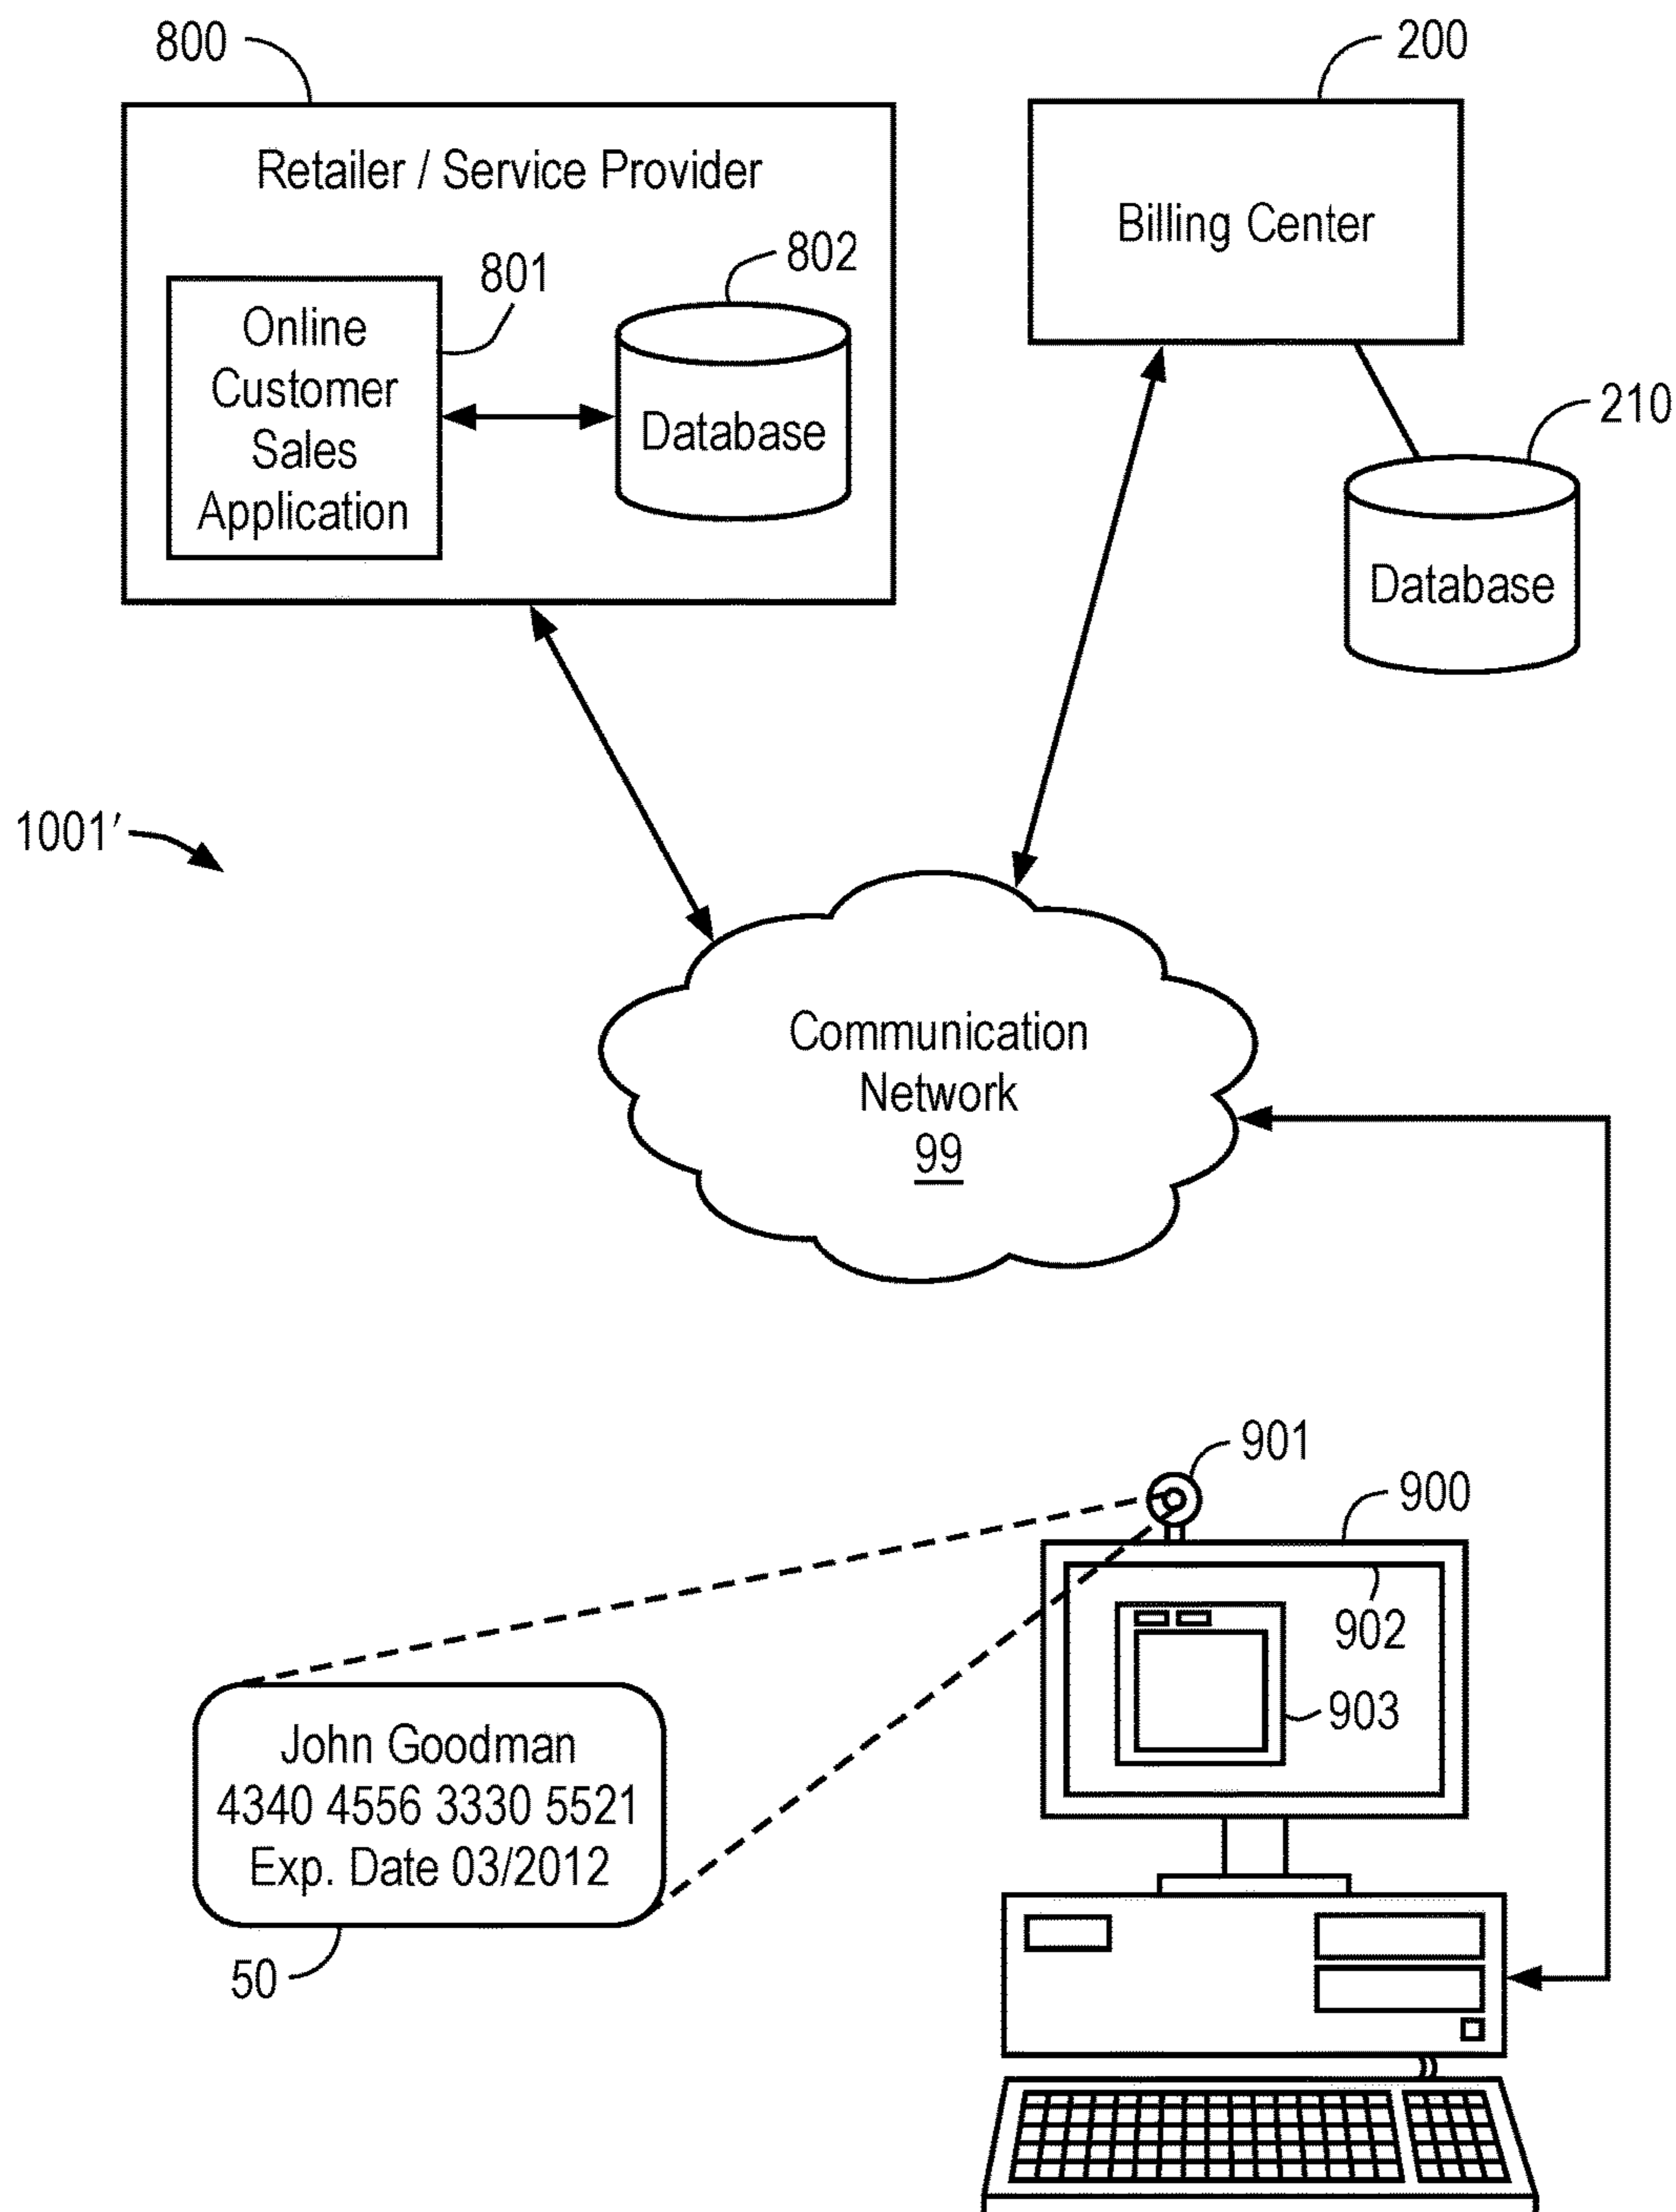 800
200
Retailer / Service Provider
Billing Center
801
802
Online
Customer
Sales
Application
Database
210
Database
1001′
Communication
Network
99
901
900
902
903
John Goodman
4340 4556 3330 5521
Exp. Date 03/2012
50